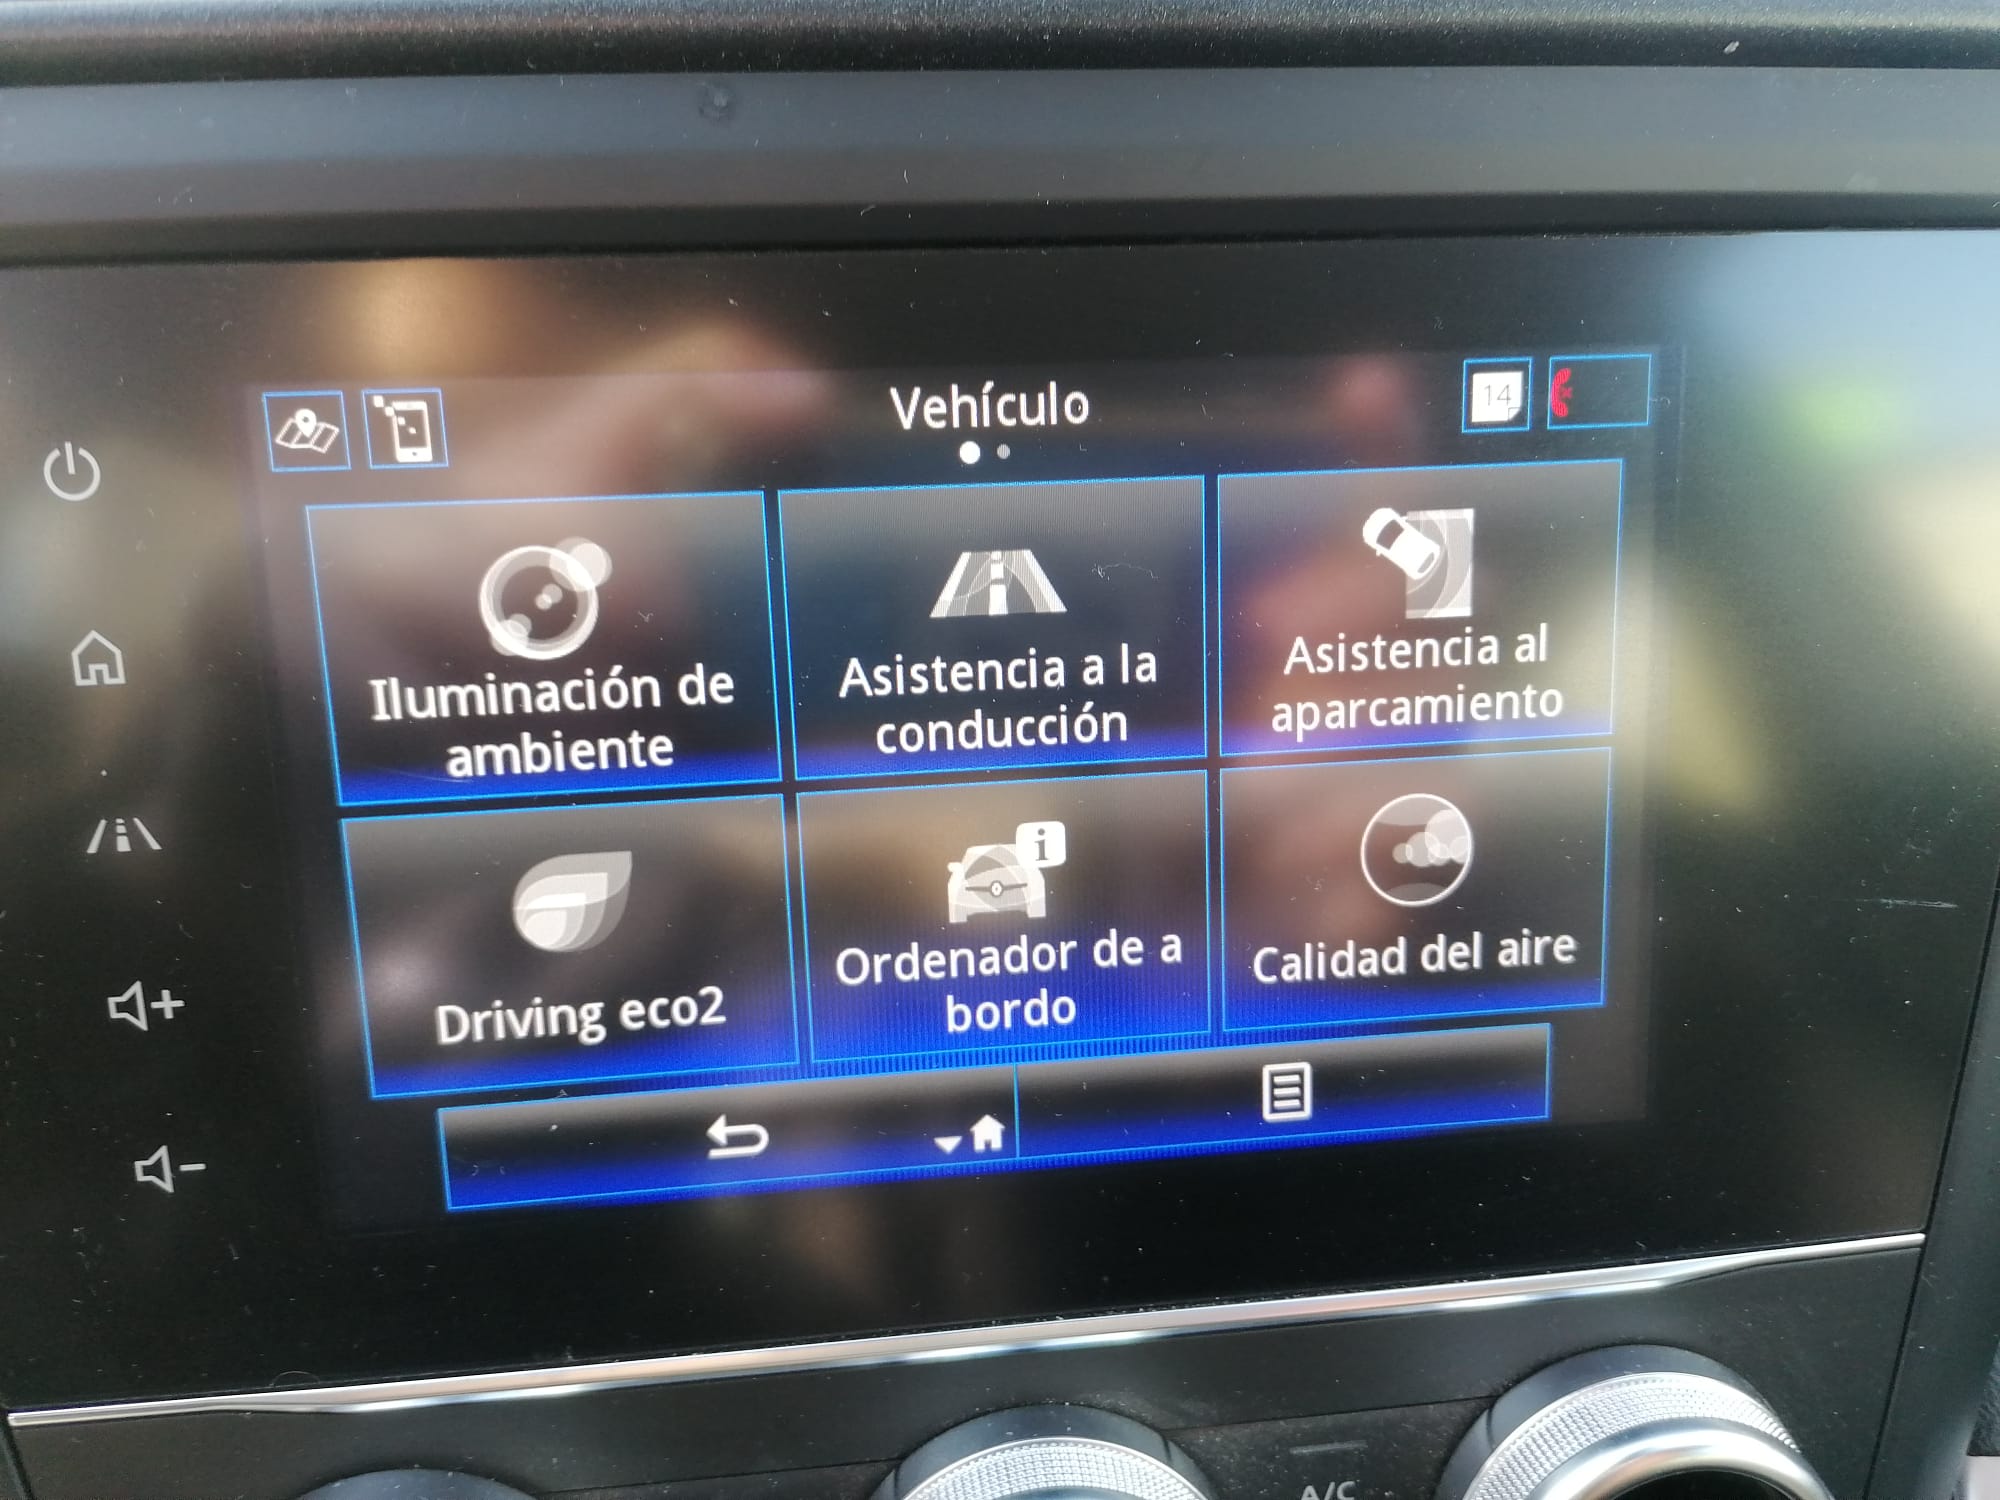 Vehículo
14
Iluminación de
ambiente
Asistencia a la
conducción
Asistencia al
aparcamiento
Driving eco2
i
Ordenador de a
bordo
Calidad del aire
A/C